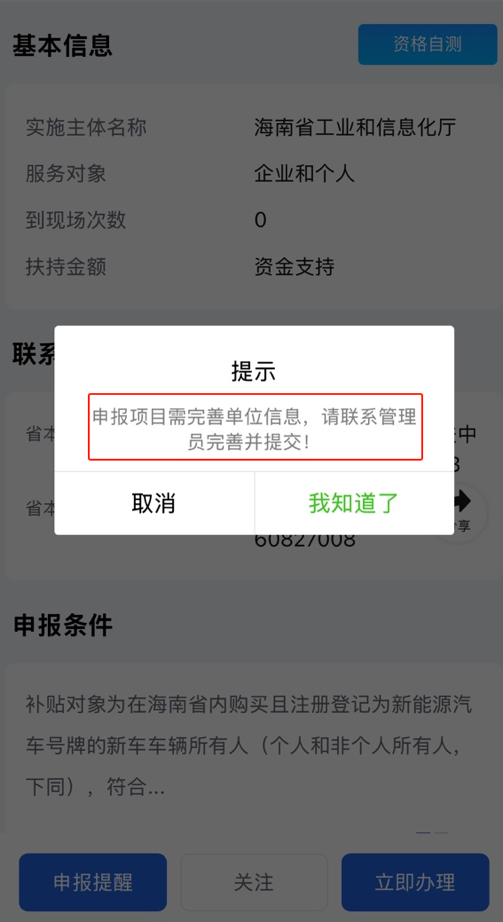 基本信息
资格自测
实施主体名称 海南省工业和信息化厅
服务对象 企业和个人
到现场次数 0
扶持金额 资金支持
联系
提示
申报项目需完善单位信息，请联系管理
员完善并提交！
取消 我知道了
省本
中
省本
享
60827008
申报条件
补贴对象为在海南省内购买且注册登记为新能源汽
车号牌的新车车辆所有人（个人和非个人所有人，
下同），符合...
申报提醒 关注 立即办理